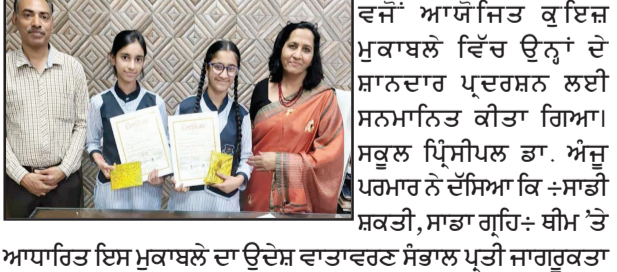 ਵਜੋਂ ਆਯੋਜਿਤ ਕੁਇਜ਼
ਮੁਕਾਬਲੇ ਵਿੱਚ ਉਨ੍ਹਾਂ ਦੇ
ਸ਼ਾਨਦਾਰ ਪ੍ਰਦਰਸ਼ਨ ਲਈ
ਸਨਮਾਨਿਤ ਕੀਤਾ ਗਿਆ।
ਸਕੂਲ ਪ੍ਰਿੰਸੀਪਲ ਡਾ. ਅੰਜੂ
ਪਰਮਾਰ ਨੇ ਦੱਸਿਆ ਕਿ ÷ਸਾਡੀ
ਸ਼ਕਤੀ, ਸਾਡਾ ਗ੍ਰਹਿ÷ ਥੀਮ ’ਤੇ
ਆਧਾਰਿਤ ਇਸ ਮੁਕਾਬਲੇ ਦਾ ਉਦੇਸ਼ ਵਾਤਾਵਰਣ ਸੰਭਾਲ ਪ੍ਰਤੀ ਜਾਗਰੂਕਤਾ